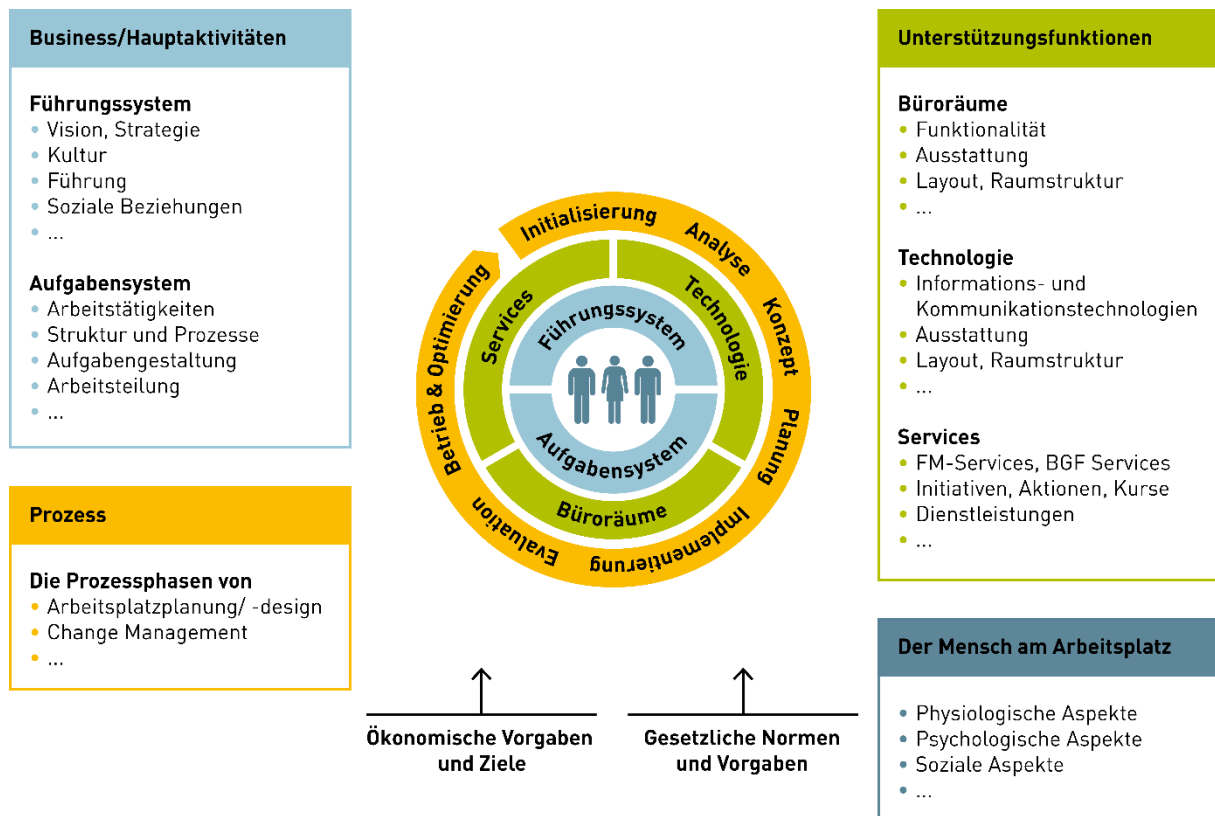 Business/Hauptaktivitäten
Führungssystem
• Vision, Strategie
• Kultur
• Führung
• Soziale Beziehungen
• ...
Aufgabensystem
• Arbeitstätigkeiten
• Struktur und Prozesse
• Aufgabengestaltung
• Arbeitsteilung
• ...
Prozess
Die Prozessphasen von
• Arbeitsplatzplanung/ -design
• Change Management
• ...
Initialisierung
Analyse
Konzept
Planung
Implementierung
Evaluation
Betrieb & Optimierung
Services
Technologie
Büroräume
Führungssystem
Aufgabensystem
Ökonomische Vorgaben
und Ziele
Gesetzliche Normen
und Vorgaben
Unterstützungsfunktionen
Büroräume
• Funktionalität
• Ausstattung
• Layout, Raumstruktur
• ...
Technologie
• Informations- und
Kommunikationstechnologien
• Ausstattung
• Layout, Raumstruktur
• ...
Services
• FM-Services, BGF Services
• Initiativen, Aktionen, Kurse
• Dienstleistungen
• ...
Der Mensch am Arbeitsplatz
• Physiologische Aspekte
• Psychologische Aspekte
• Soziale Aspekte
• ...